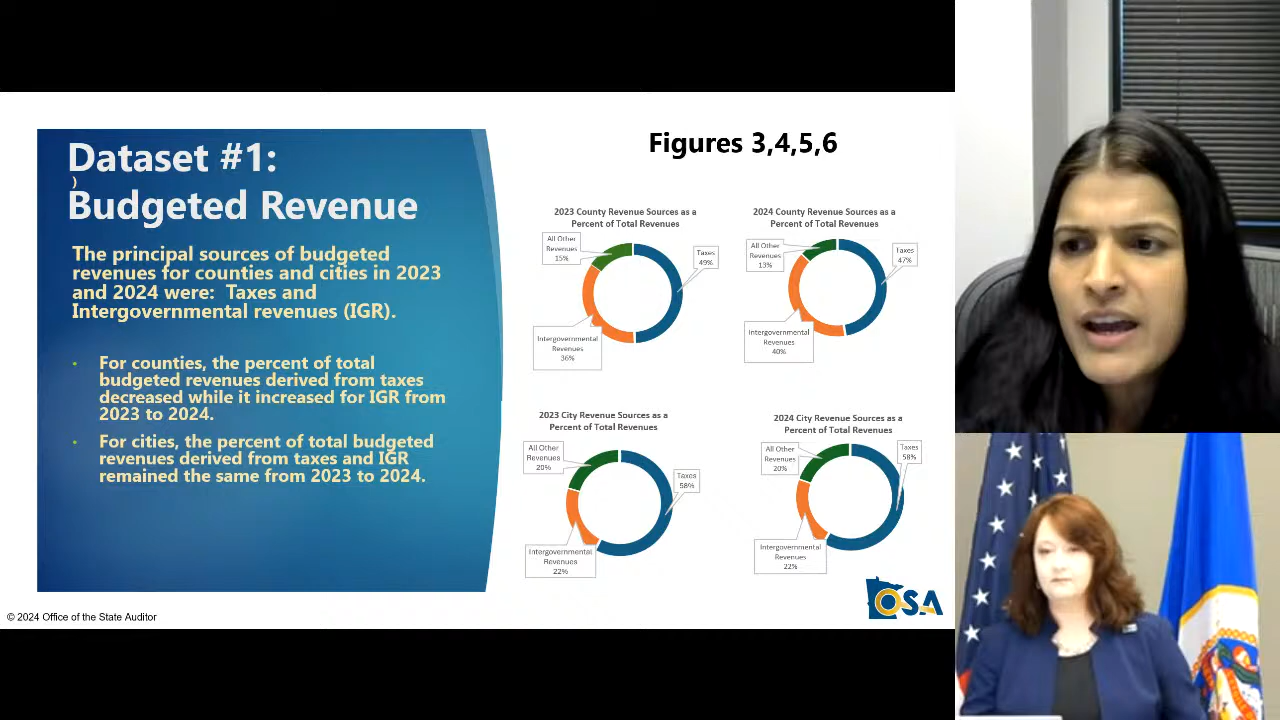 Dataset #1:
)
Budgeted Revenue
The principal sources of budgeted
revenues for counties and cities in 2023
and 2024 were:  Taxes and
Intergovernmental revenues (IGR).
• For counties, the percent of total
budgeted revenues derived from taxes
decreased while it increased for IGR from
2023 to 2024.
• For cities, the percent of total budgeted
revenues derived from taxes and IGR
remained the same from 2023 to 2024.
Figures 3,4,5,6
2023 County Revenue Sources as a
Percent of Total Revenues
All Other
Revenues
15%
Taxes
49%
Intergovernmental
Revenues
36%
2024 County Revenue Sources as a
Percent of Total Revenues
All Other
Revenues
13%
Taxes
47%
Intergovernmental
Revenues
40%
2023 City Revenue Sources as a
Percent of Total Revenues
All Other
Revenues
20%
Taxes
58%
Intergovernmental
Revenues
22%
2024 City Revenue Sources as a
Percent of Total Revenues
All Other
Revenues
20%
Taxes
58%
Intergovernmental
Revenues
22%
OSA
© 2024 Office of the State Auditor